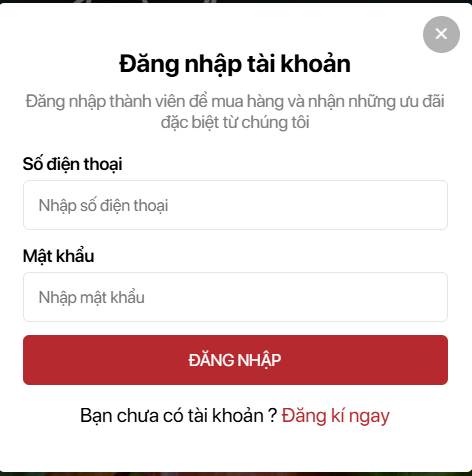 Đăng nhập tài khoản
Đăng nhập thành viên để mua hàng và nhận những ưu đãi
đặc biệt từ chúng tôi
Số điện thoại
Nhập số điện thoại
Mật khẩu
Nhập mật khẩu
ĐĂNG NHẬP
Bạn chưa có tài khoản ? Đăng kí ngay